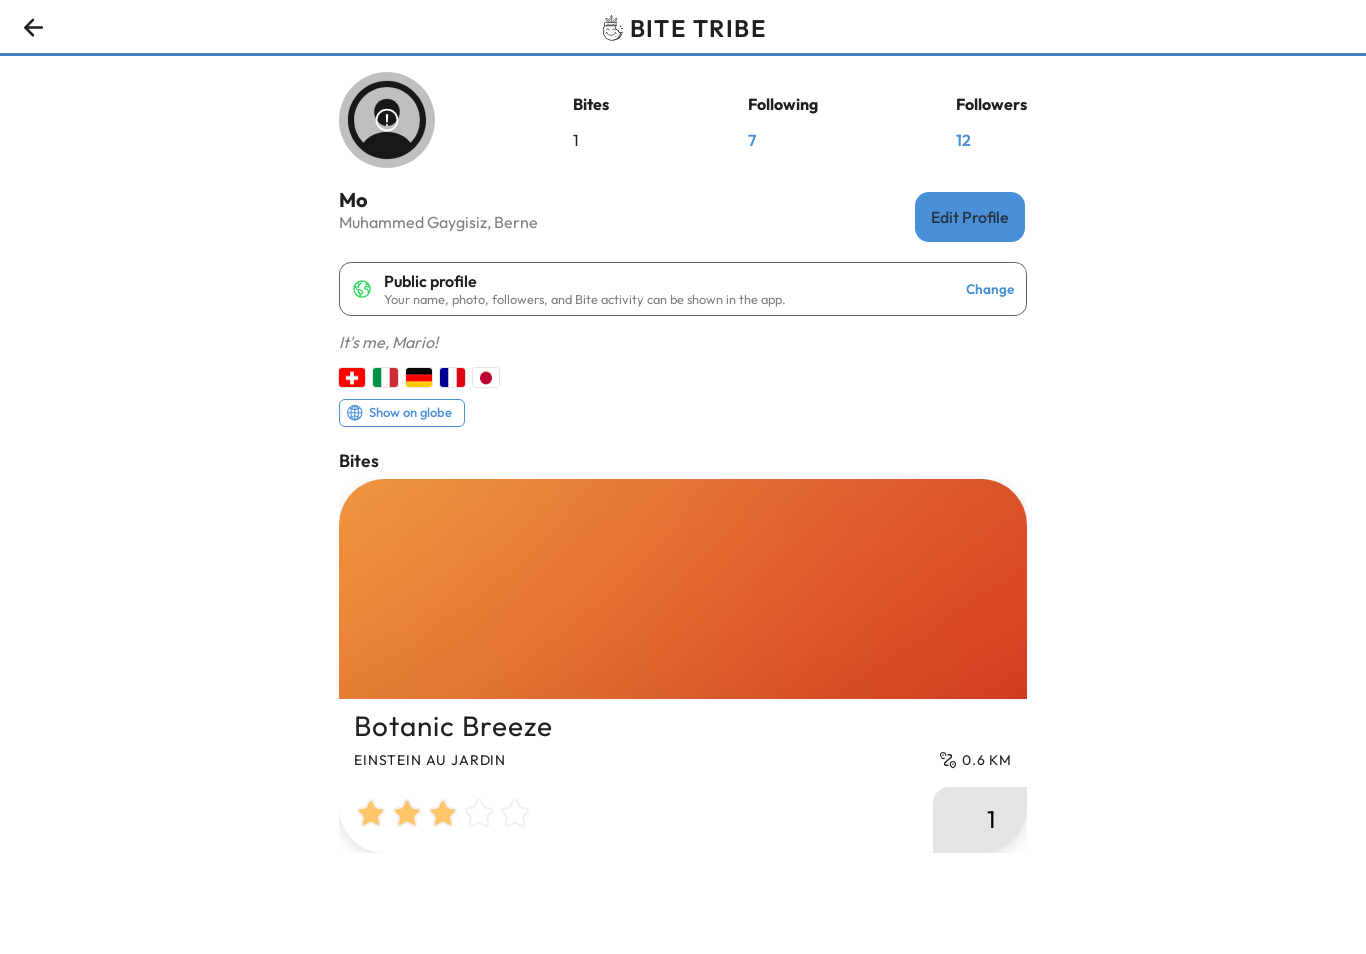 BITE TRIBE
Bites
Following
Followers
1
7
12
Mo
Muhammed Gaygisiz, Berne
Edit Profile
Public profile
Your name, photo, followers, and Bite activity can be shown in the app.
Change
It's me, Mario!
Show on globe
Bites
Botanic Breeze
EINSTEIN AU JARDIN
0.6 KM
1